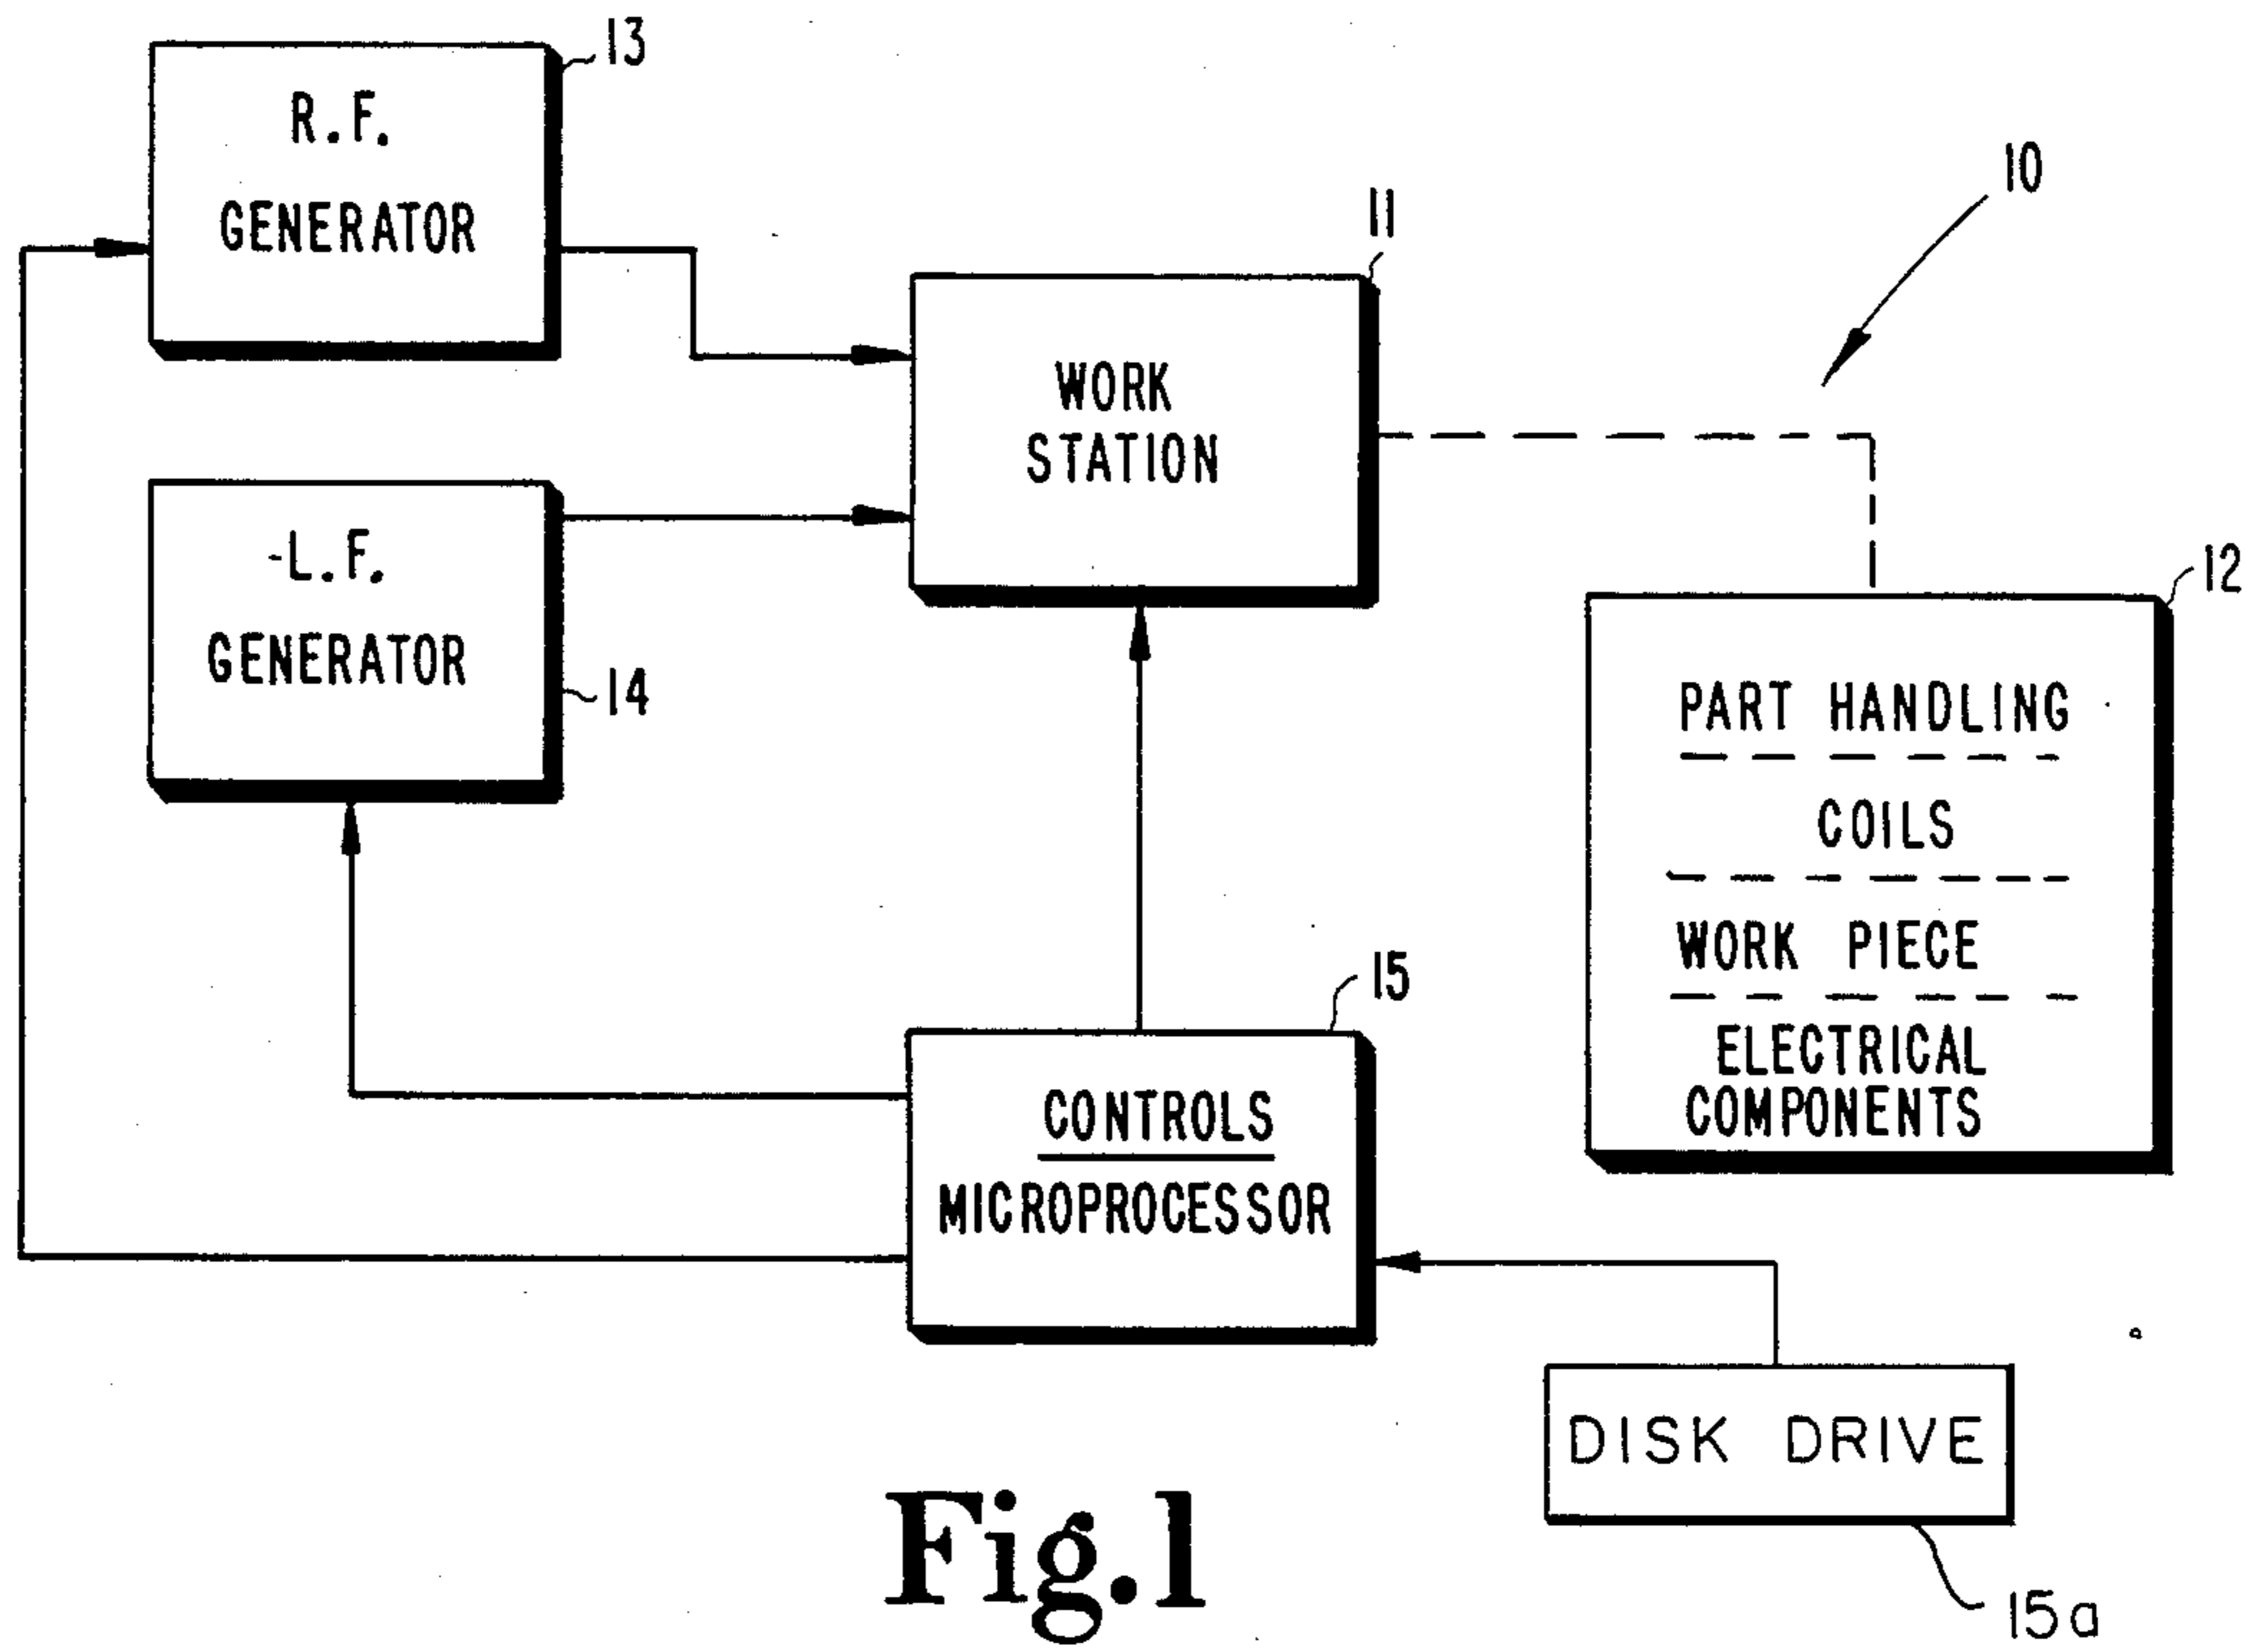 13
R.F.
GENERATOR
10
11
WORK
STATION
L.F.
GENERATOR
14
12
PART HANDLING
COILS
WORK PIECE
ELECTRICAL
COMPONENTS
15
CONTROLS
MICROPROCESSOR
DISK DRIVE
15a
Fig.1